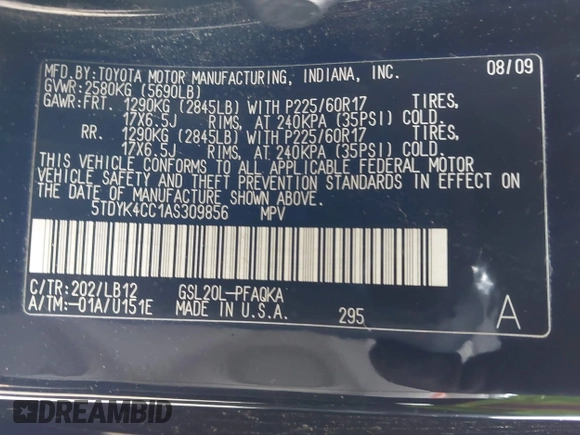 MFD.BY:TOYOTA MOTOR MANUFACTURING, INDIANA, INC. 08/09
GVWR:2580KG (5690LB)
GAWR:FRT. 1290KG (2845LB) WITH P225/60R17 TIRES,
17X6.5J RIMS, AT 240KPA (35PSI) COLD.
RR. 1290KG (2845LB) WITH P225/60R17 TIRES,
17X6.5J RIMS, AT 240KPA (35PSI) COLD.
THIS VEHICLE CONFORMS TO ALL APPLICABLE FEDERAL MOTOR
VEHICLE SAFETY AND THEFT PREVENTION STANDARDS IN EFFECT ON
THE DATE OF MANUFACTURE SHOWN ABOVE.
5TDYK4CC1AS309856 MPV
C/TR:202/LB12 GSL20L-PFAQKA
A/TM:-01A/U151E MADE IN U.S.A. 295 A
DREAMBID